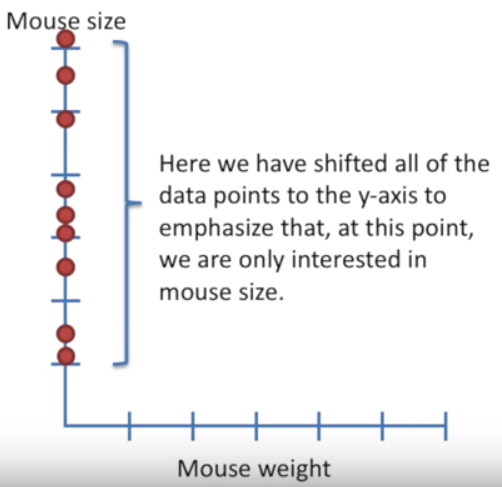 Mouse size
Here we have shifted all of the
data points to the y-axis to
emphasize that, at this point,
we are only interested in
mouse size.
Mouse weight